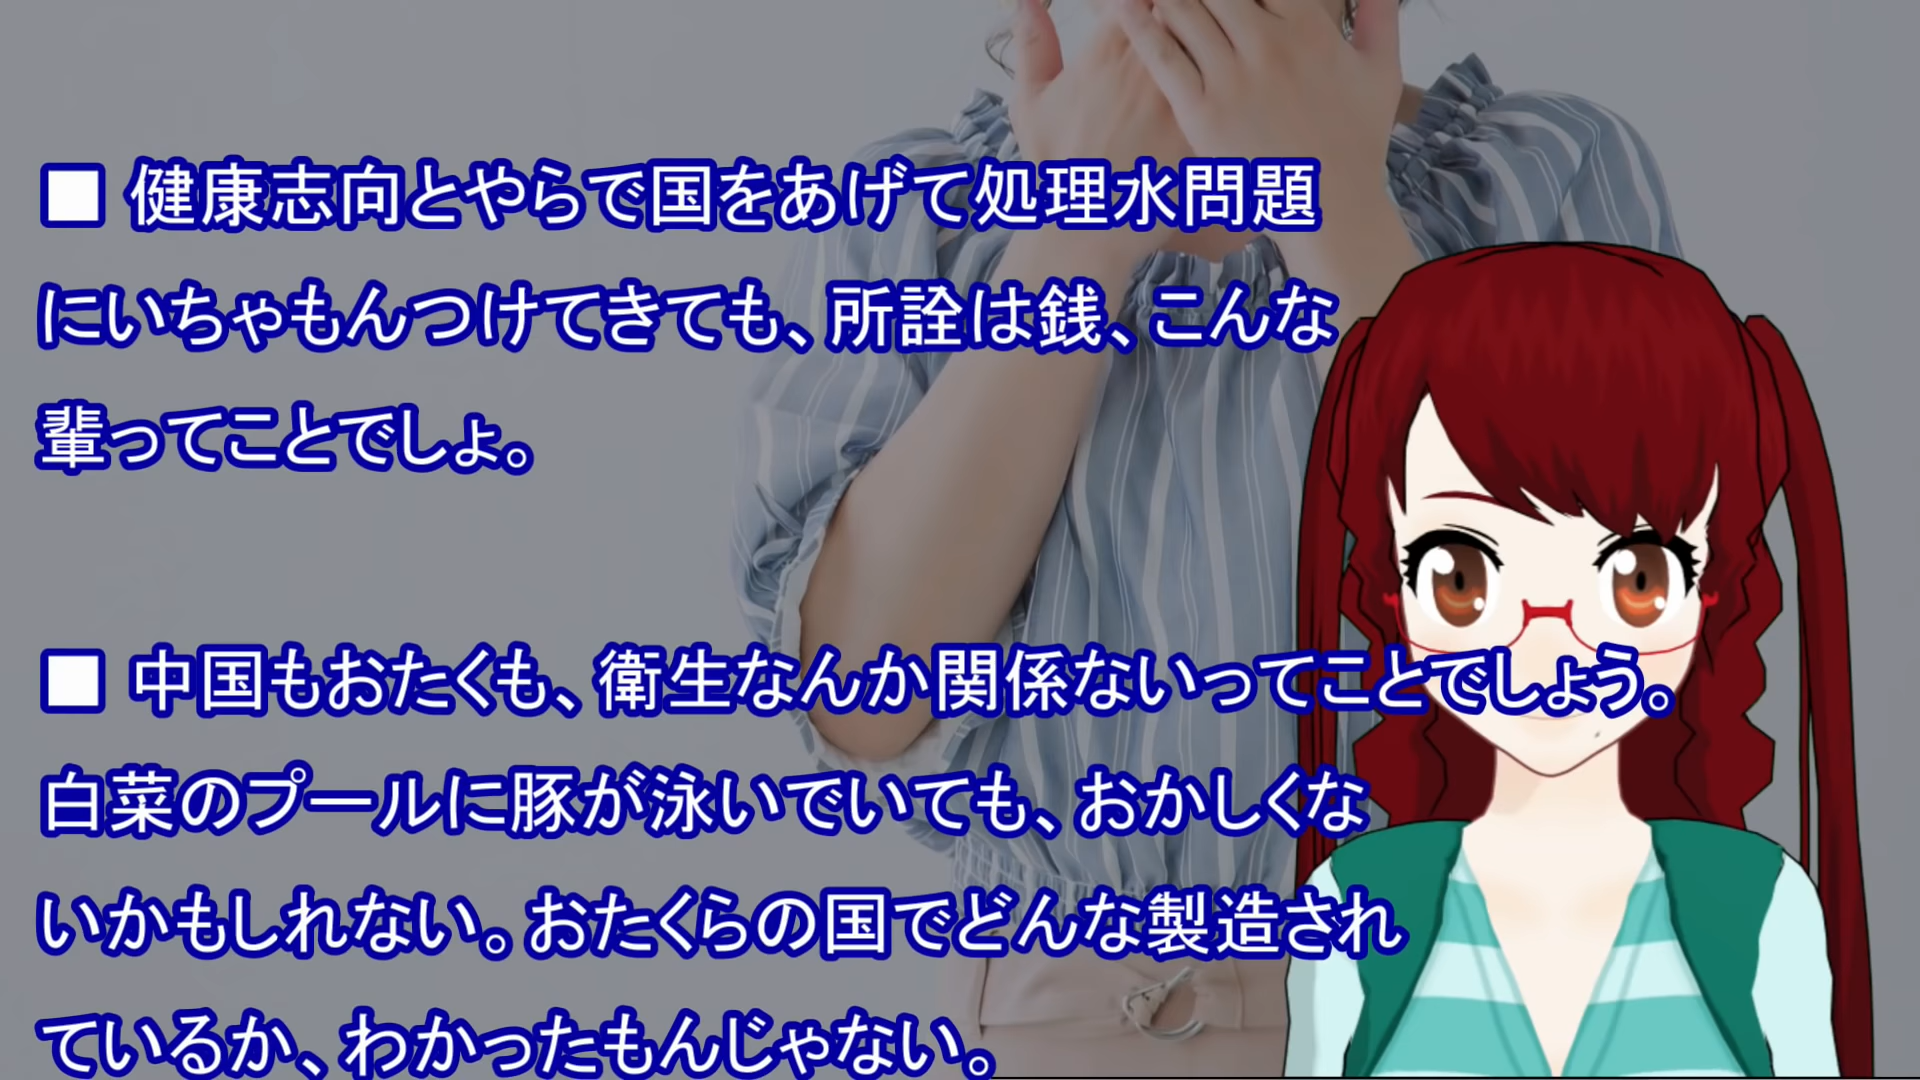 ■ 健康志向とやらで国をあげて処理水問題
にいちゃもんつけてきても、所詮は銭、こんな
輩ってことでしょ。
■ 中国もおたくも、衛生なんか関係ないってことでしょう。
白菜のプールに豚が泳いでいても、おかしくな
いかもしれない。おたくらの国でどんな製造され
ているか、わかったもんじゃない。